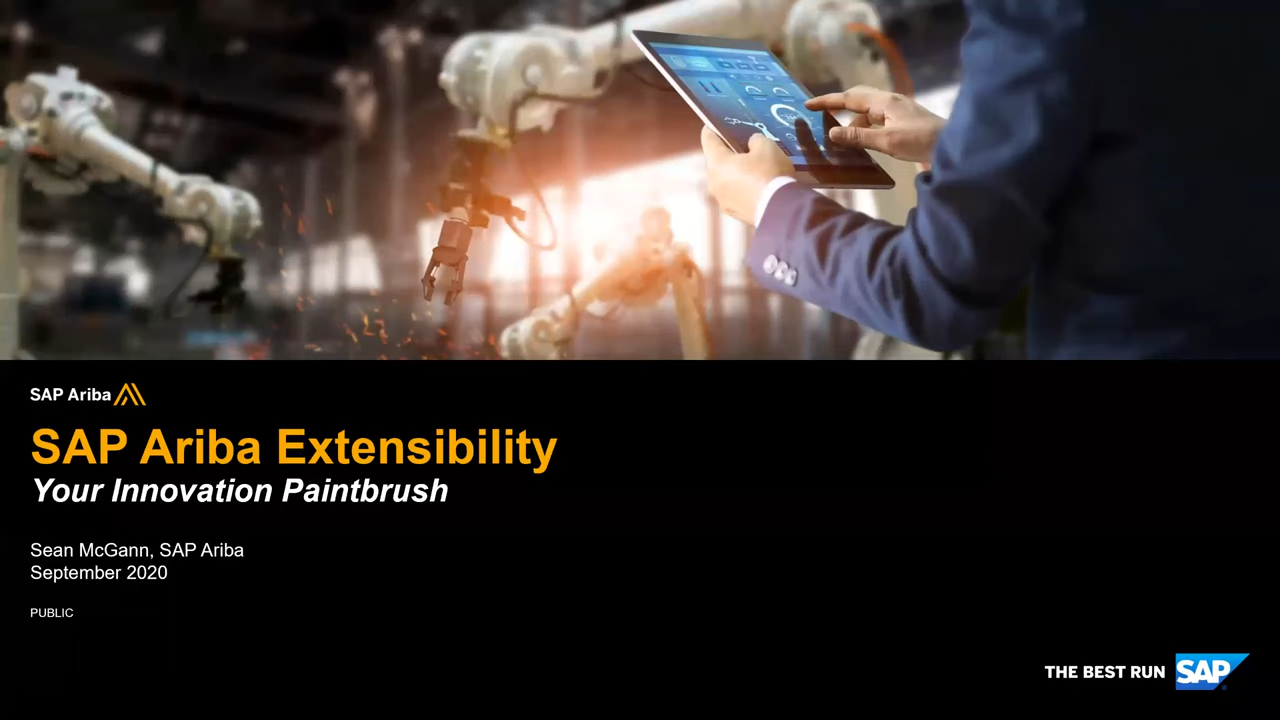 SAP Ariba
SAP Ariba Extensibility
Your Innovation Paintbrush
Sean McGann, SAP Ariba
September 2020
PUBLIC
THE BEST RUN SAP